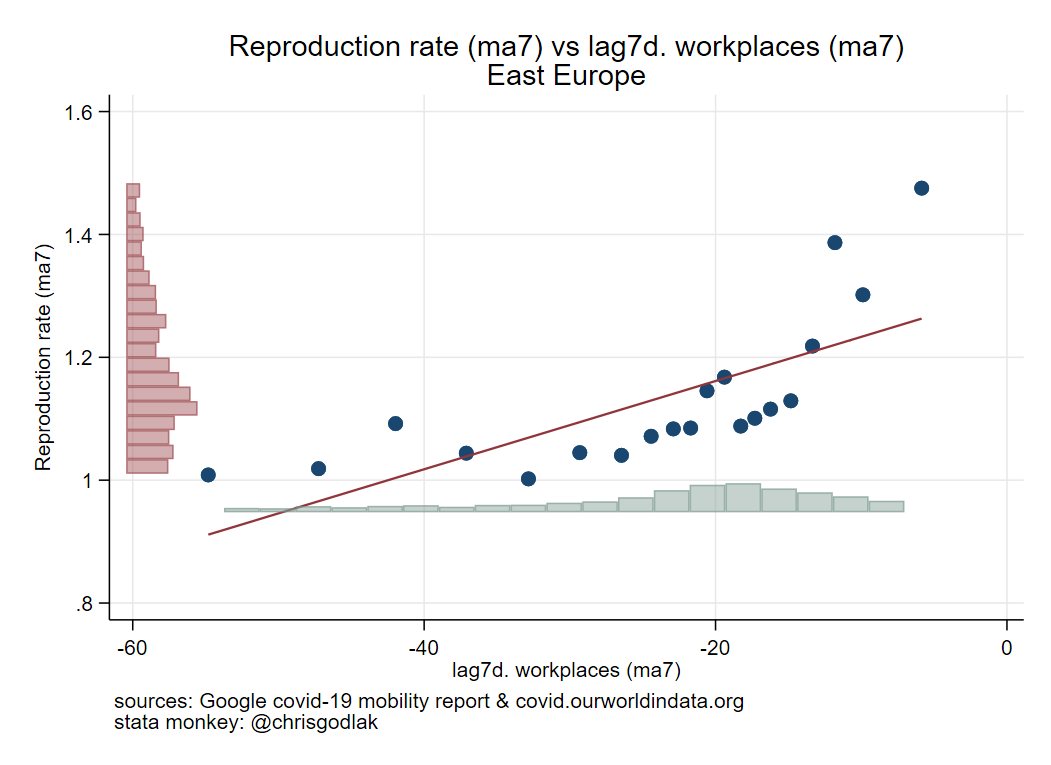 Reproduction rate (ma7) vs lag7d. workplaces (ma7)
East Europe
Reproduction rate (ma7)
1.6
1.4
1.2
1
.8
-60
-40
-20
0
lag7d. workplaces (ma7)
sources: Google covid-19 mobility report & covid.ourworldindata.org
stata monkey: @chrisgodlak